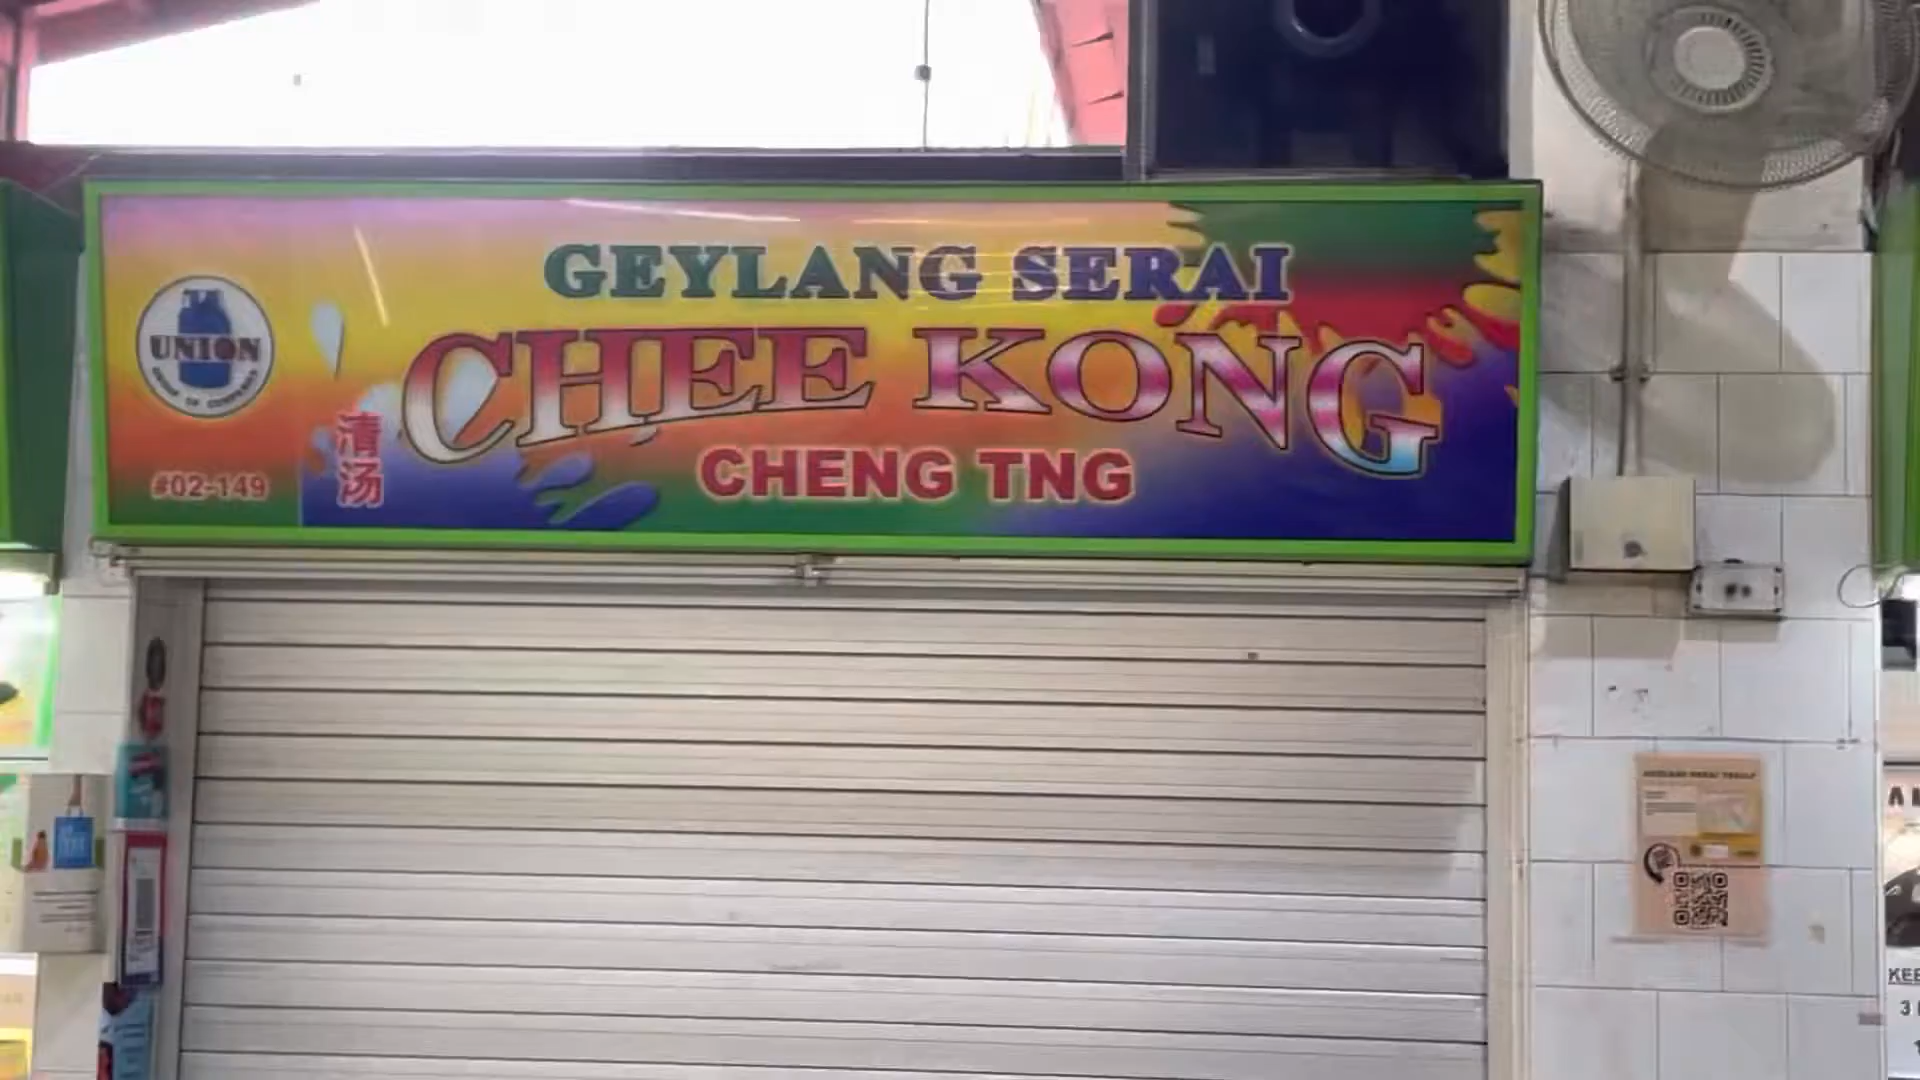 GEYLANG SERAI
CHEE KONG
CHENG TNG
清汤
UNION
#02-149